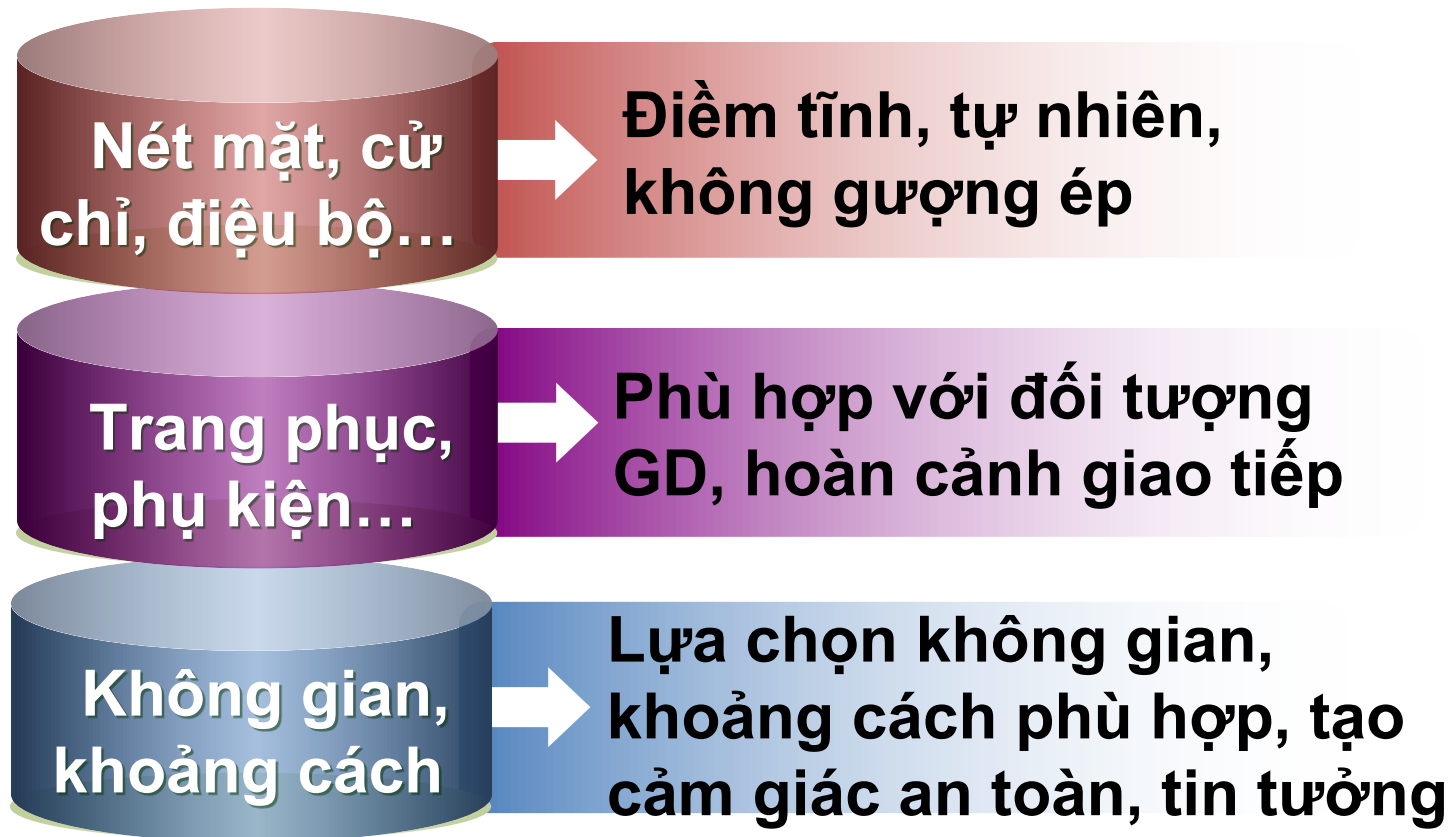 Nét mặt, cử
chỉ, điệu bộ…
Điềm tĩnh, tự nhiên,
không gượng ép
Trang phục,
phụ kiện…
Phù hợp với đối tượng
GD, hoàn cảnh giao tiếp
Không gian,
khoảng cách
Lựa chọn không gian,
khoảng cách phù hợp, tạo
cảm giác an toàn, tin tưởng